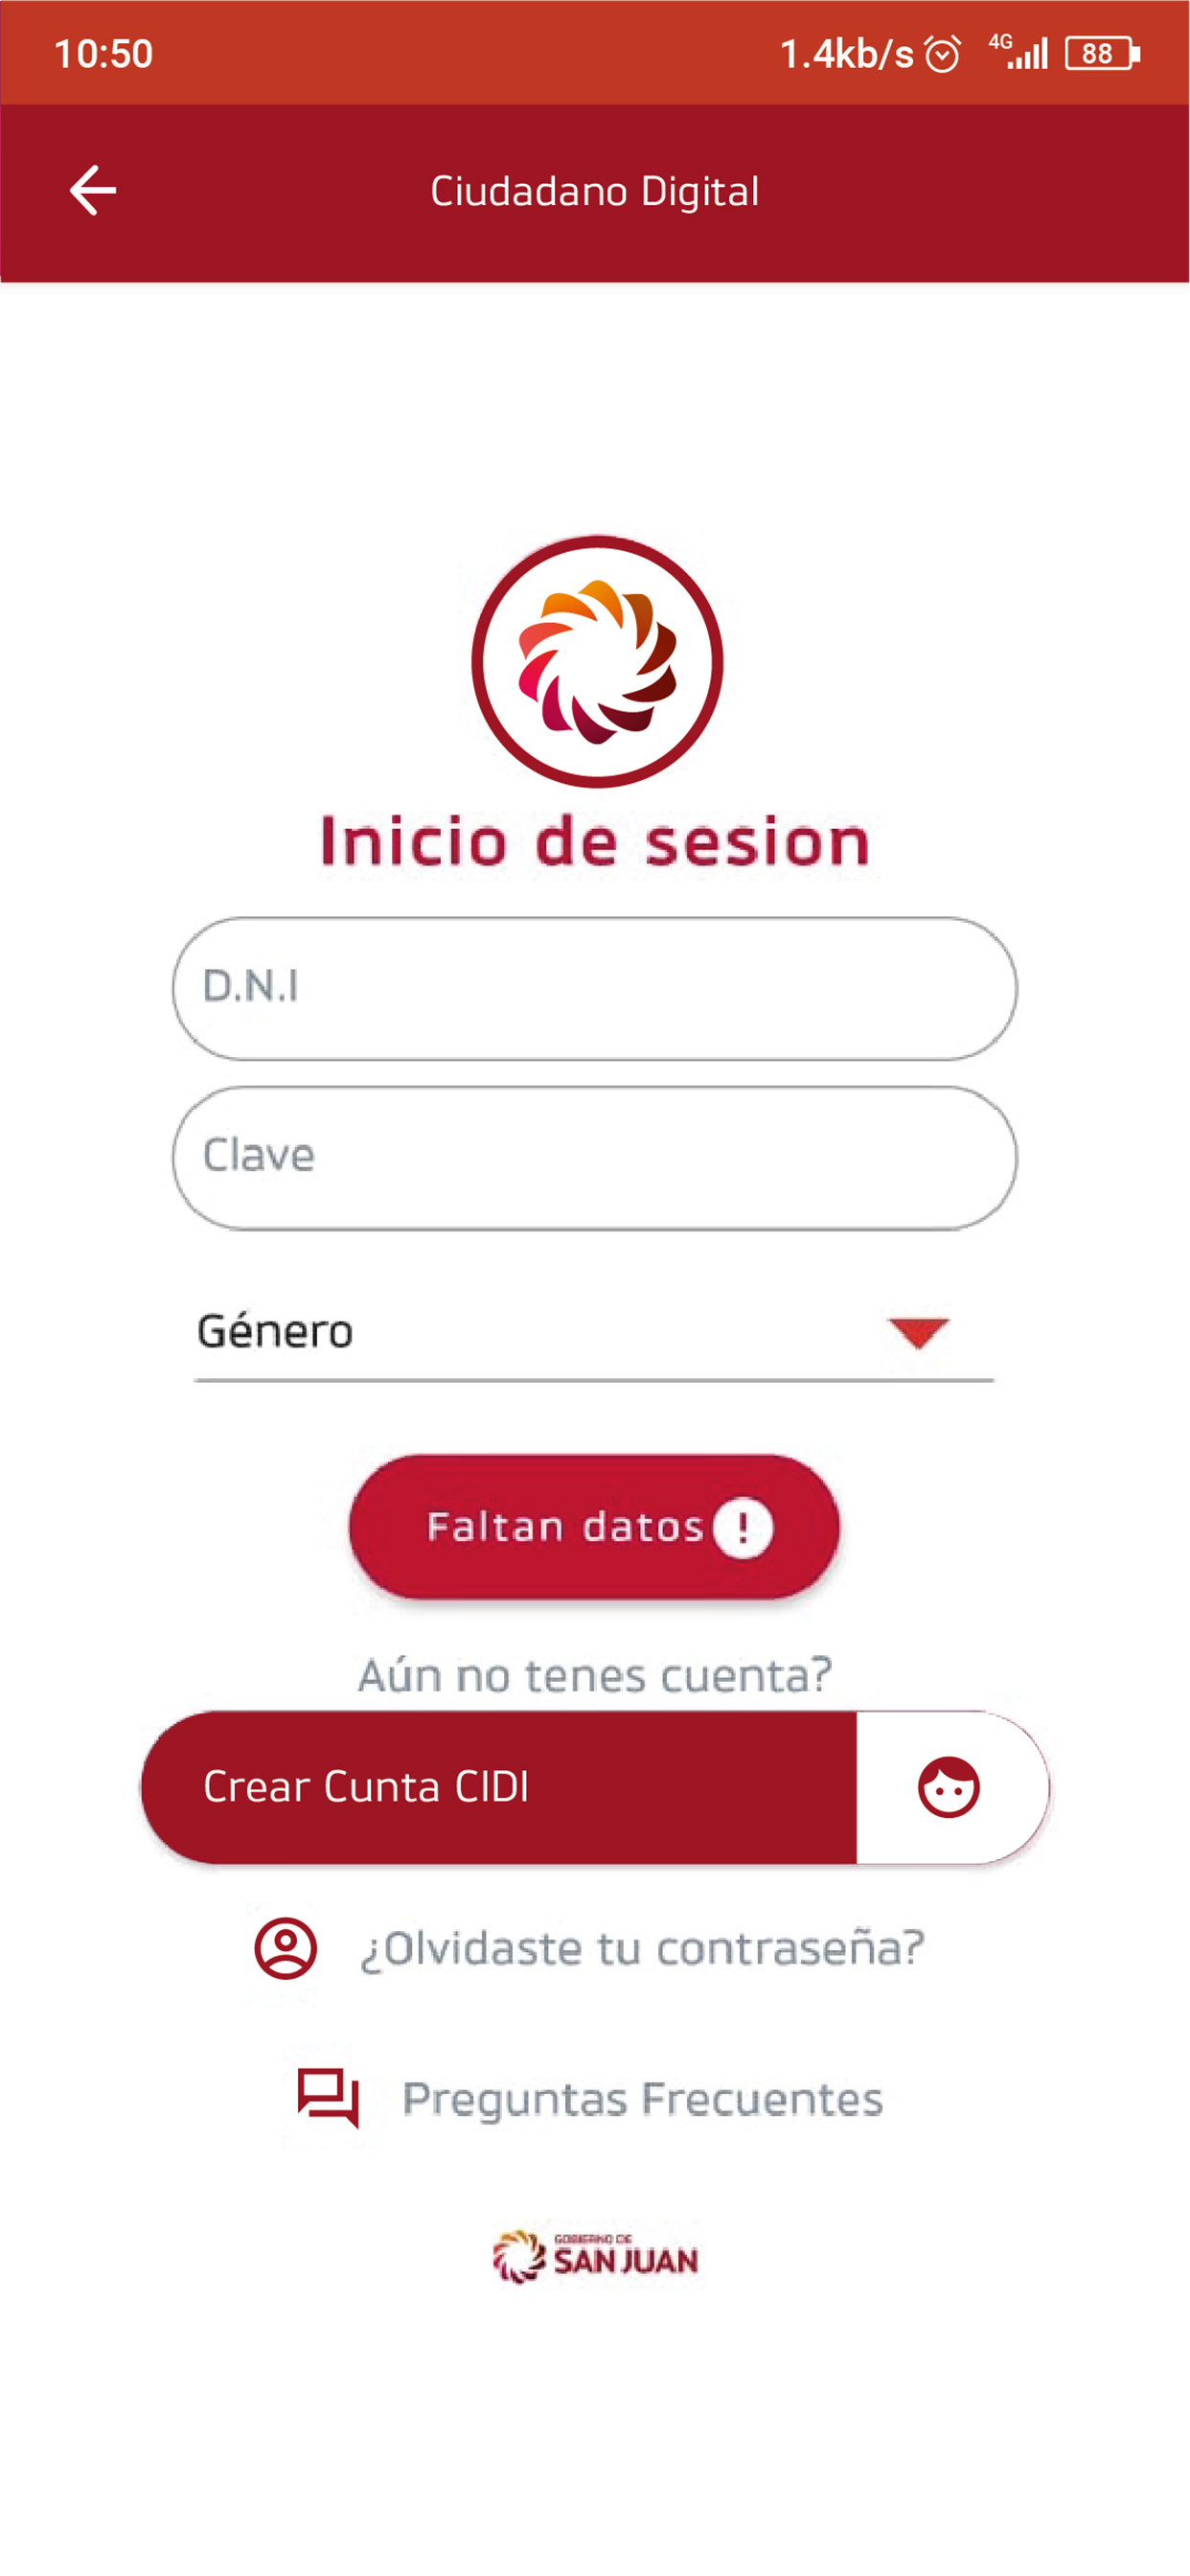 10:50
1.4kb/s 4G 88
Ciudadano Digital
Inicio de sesion
D.N.I
Clave
Género
Faltan datos !
Aún no tenes cuenta?
Crear Cunta CIDI
¿Olvidaste tu contraseña?
Preguntas Frecuentes
GOBIERNO DE
SAN JUAN